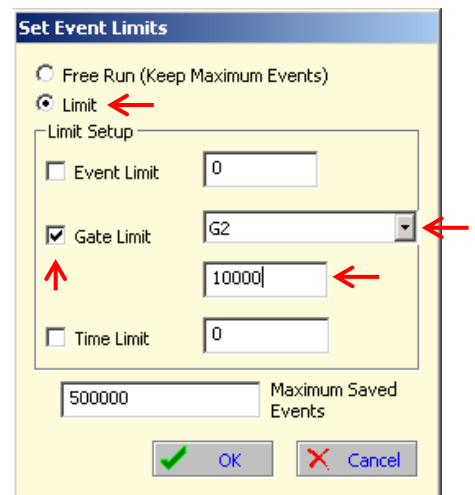 Set Event Limits
Free Run (Keep Maximum Events)
Limit
Limit Setup
Event Limit 0
Gate Limit G2
10000
Time Limit 0
500000 Maximum Saved
Events
OK Cancel